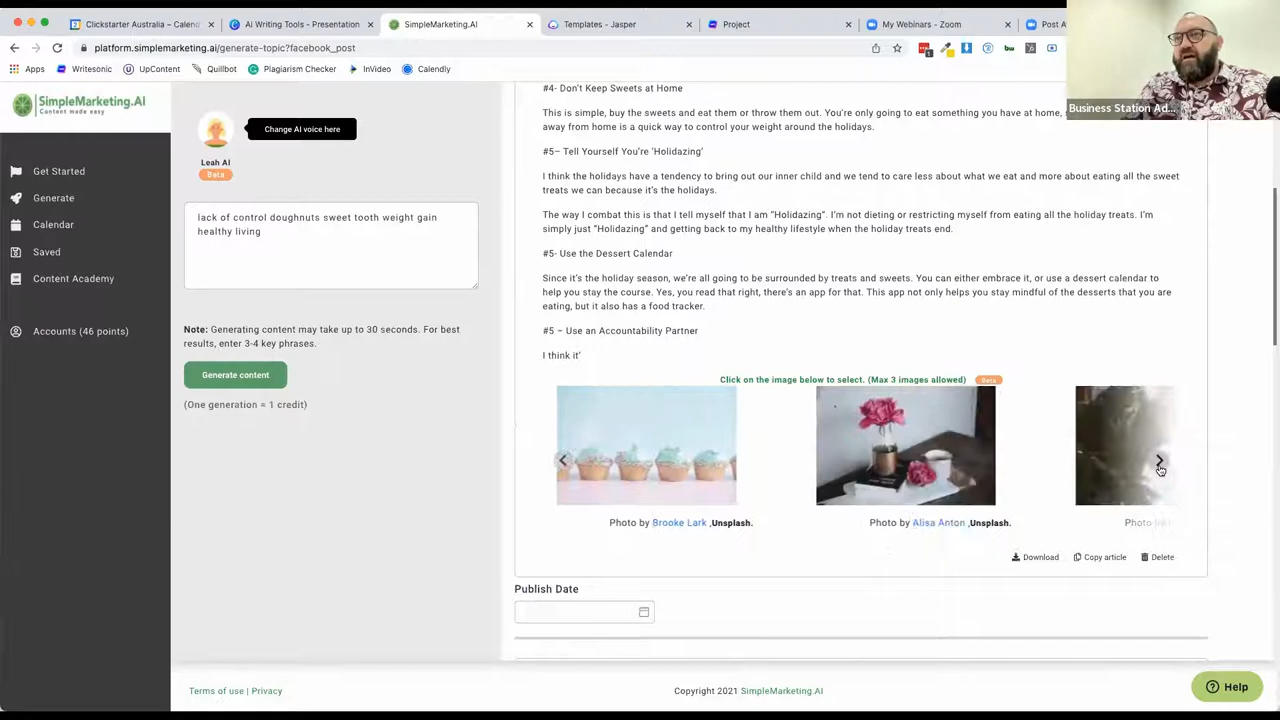 Clickstarter Australia – Calend
Ai Writing Tools - Presentation
SimpleMarketing.AI
Templates - Jasper
Project
My Webinars - Zoom
Post A
platform.simplemarketing.ai/generate-topic?facebook_post
Apps
Writesonic
UpContent
Quillbot
Plagiarism Checker
InVideo
Calendly
Business Station Ad...
SimpleMarketing.AI
Content made easy
Get Started
Generate
Calendar
Saved
Content Academy
Accounts (46 points)
Change AI voice here
Leah AI
Beta
lack of control doughnuts sweet tooth weight gain
healthy living
Note: Generating content may take up to 30 seconds. For best
results, enter 3-4 key phrases.
Generate content
(One generation = 1 credit)
#4- Don't Keep Sweets at Home
This is simple, buy the sweets and eat them or throw them out. You're only going to eat something you have at home,
away from home is a quick way to control your weight around the holidays.
#5– Tell Yourself You're 'Holidazing'
I think the holidays have a tendency to bring out our inner child and we tend to care less about what we eat and more about eating all the sweet
treats we can because it's the holidays.
The way I combat this is that I tell myself that I am “Holidazing”. I'm not dieting or restricting myself from eating all the holiday treats. I'm
simply just “Holidazing” and getting back to my healthy lifestyle when the holiday treats end.
#5- Use the Dessert Calendar
Since it's the holiday season, we're all going to be surrounded by treats and sweets. You can either embrace it, or use a dessert calendar to
help you stay the course. Yes, you read that right, there's an app for that. This app not only helps you stay mindful of the desserts that you are
eating, but it also has a food tracker.
#5 – Use an Accountability Partner
I think it'
Click on the image below to select. (Max 3 images allowed)
Beta
Photo by Brooke Lark ,Unsplash.
Photo by Alisa Anton ,Unsplash.
Photo
Download
Copy article
Delete
Publish Date
Terms of use | Privacy
Copyright 2021 SimpleMarketing.AI
Help